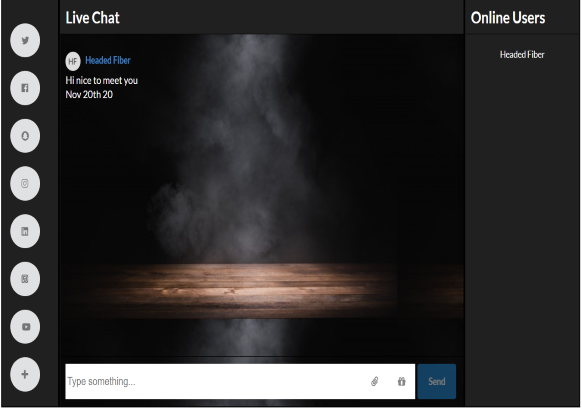 Live Chat
Online Users
HF Headed Fiber
Hi nice to meet you
Nov 20th 20
Headed Fiber
Type something...
Send